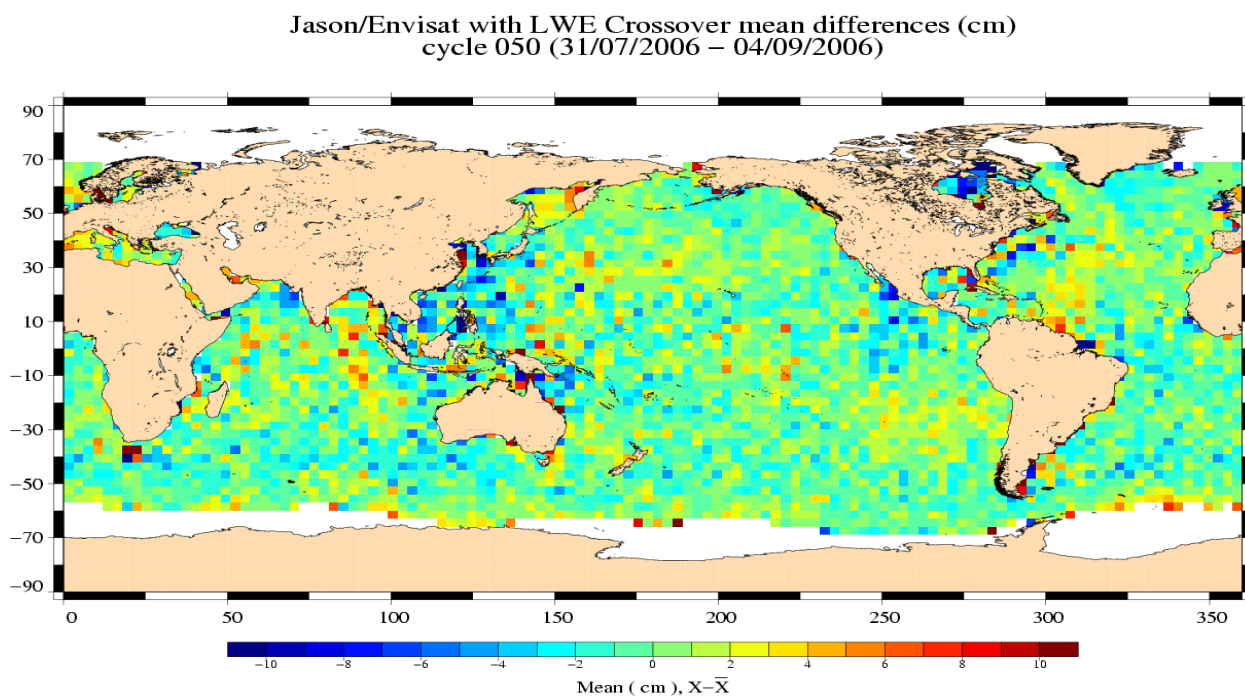 Jason/Envisat with LWE Crossover mean differences (cm)
cycle 050 (31/07/2006 − 04/09/2006)
90
70
50
30
10
−10
−30
−50
−70
−90
0 50 100 150 200 250 300 350
−10 −8 −6 −4 −2 0 2 4 6 8 10
Mean ( cm ), X−X̅